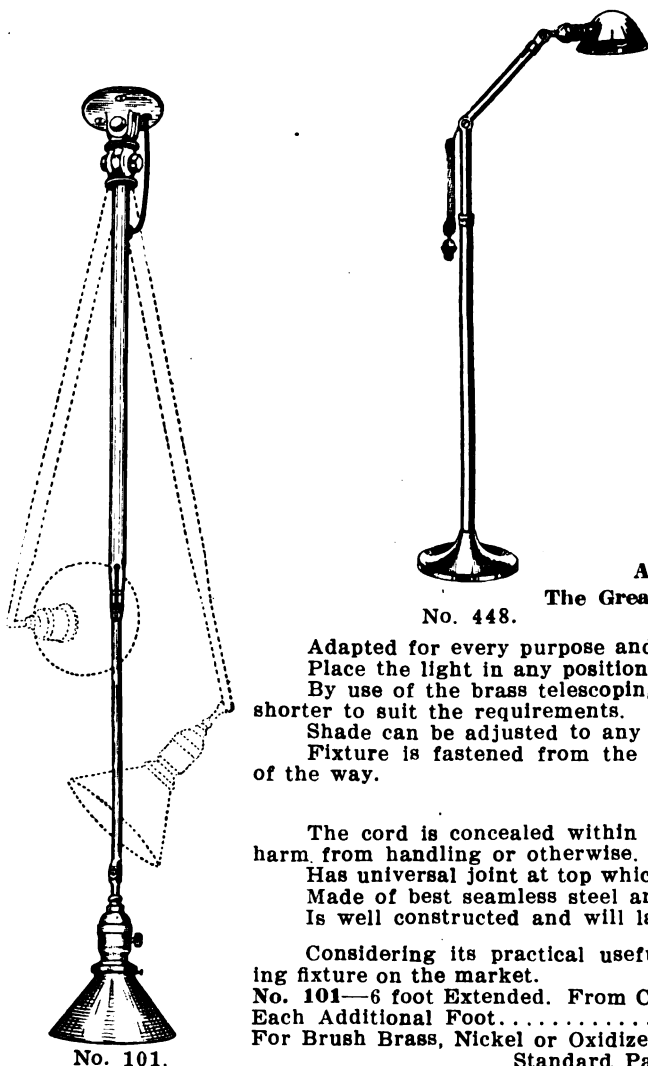 No. 448.
The Grea
Adapted for every purpose and
Place the light in any position
By use of the brass telescoping
shorter to suit the requirements.
Shade can be adjusted to any
Fixture is fastened from the
of the way.
The cord is concealed within
harm from handling or otherwise.
Has universal joint at top whic
Made of best seamless steel an
Is well constructed and will la
Considering its practical usefu
ing fixture on the market.
No. 101—6 foot Extended. From C
Each Additional Foot............
For Brush Brass, Nickel or Oxidize
Standard Pa
No. 101.